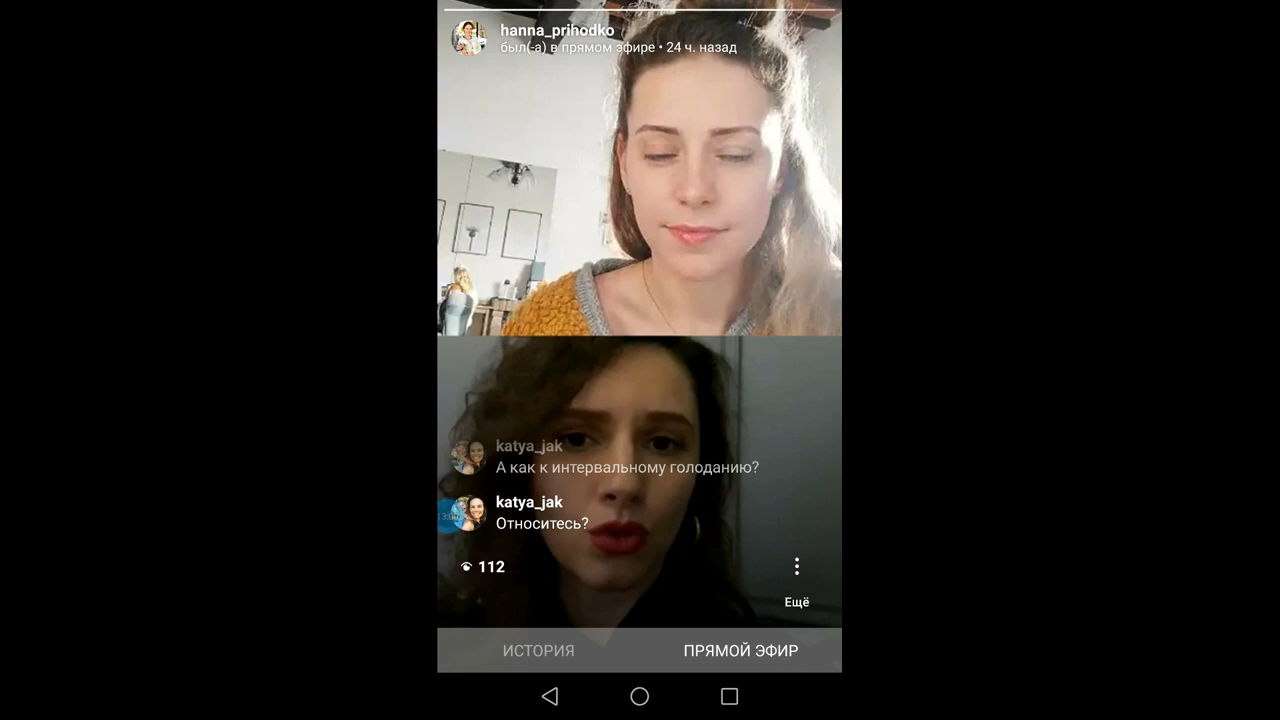 hanna_prihodko
был(-а) в прямом эфире • 24 ч. назад
katya_jak
А как к интервальному голоданию?
katya_jak
Относитесь?
112
Ещё
ИСТОРИЯ
ПРЯМОЙ ЭФИР